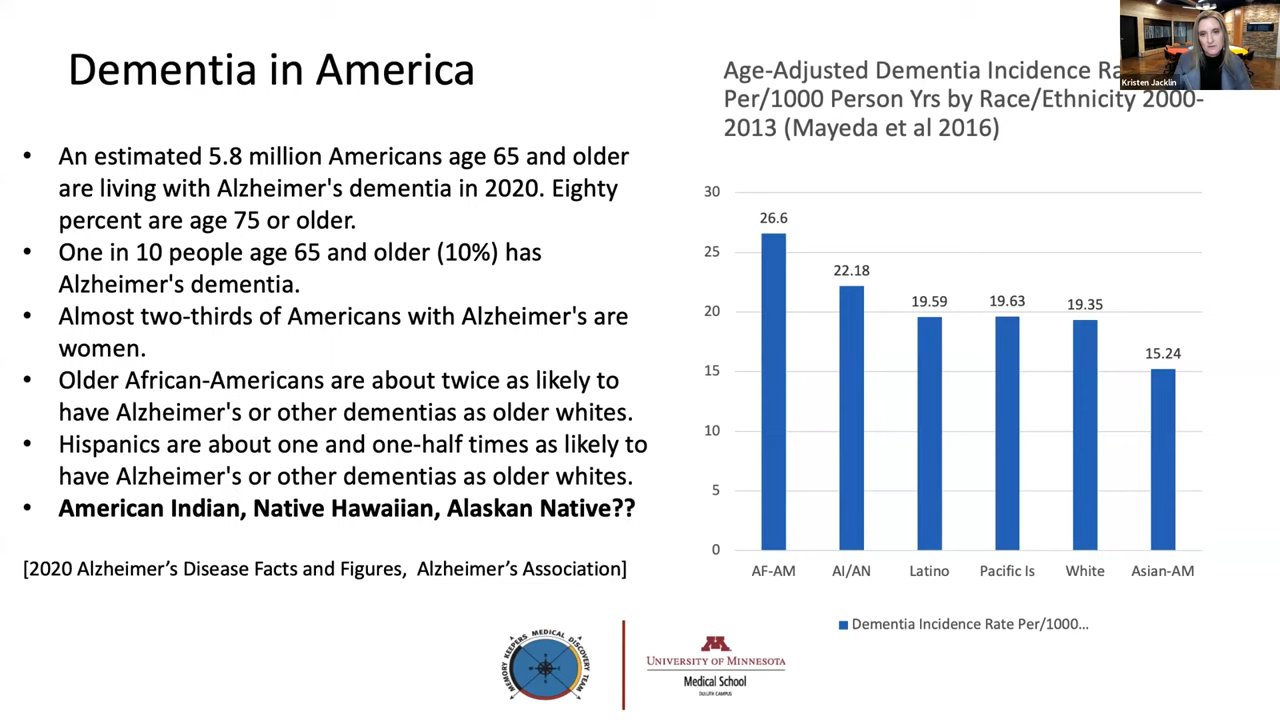 Dementia in America
• An estimated 5.8 million Americans age 65 and older
are living with Alzheimer's dementia in 2020. Eighty
percent are age 75 or older.
• One in 10 people age 65 and older (10%) has
Alzheimer's dementia.
• Almost two-thirds of Americans with Alzheimer's are
women.
• Older African-Americans are about twice as likely to
have Alzheimer's or other dementias as older whites.
• Hispanics are about one and one-half times as likely to
have Alzheimer's or other dementias as older whites.
• American Indian, Native Hawaiian, Alaskan Native??
[2020 Alzheimer’s Disease Facts and Figures, Alzheimer’s Association]
Kristen Jacklin
Age-Adjusted Dementia Incidence Ra
Per/1000 Person Yrs by Race/Ethnicity 2000-
2013 (Mayeda et al 2016)
30
25
20
15
10
5
0
26.6
22.18
19.59
19.63
19.35
15.24
AF-AM
AI/AN
Latino
Pacific Is
White
Asian-AM
Dementia Incidence Rate Per/1000...
MEMORY KEEPERS MEDICAL DISCOVERY TEAM
M
UNIVERSITY OF MINNESOTA
Medical School
DULUTH CAMPUS